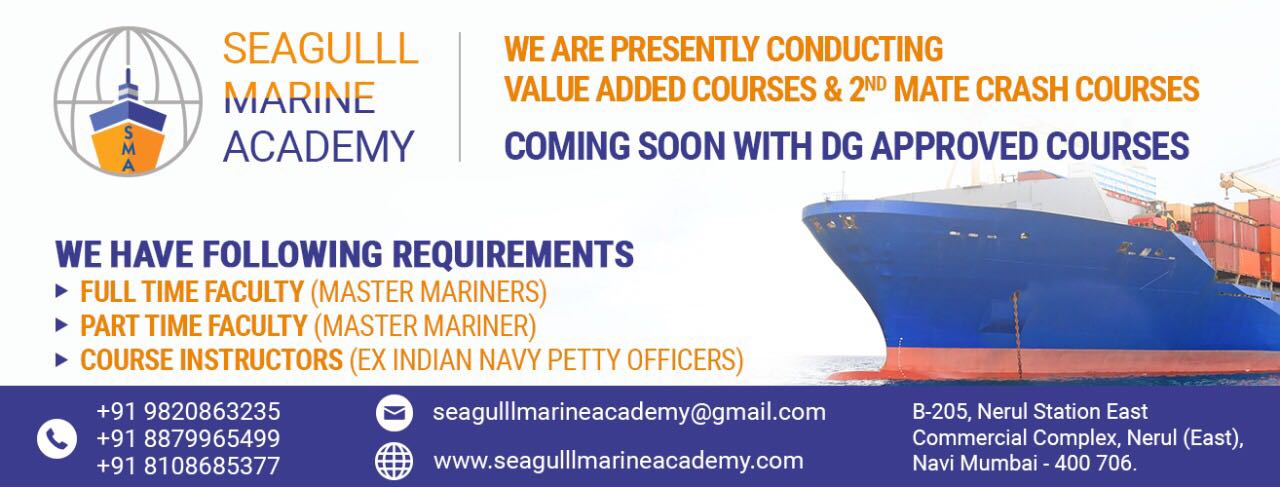 SMA
SEAGULLL
MARINE
ACADEMY
WE ARE PRESENTLY CONDUCTING
VALUE ADDED COURSES & 2ND MATE CRASH COURSES
COMING SOON WITH DG APPROVED COURSES
WE HAVE FOLLOWING REQUIREMENTS
FULL TIME FACULTY (MASTER MARINERS)
PART TIME FACULTY (MASTER MARINER)
COURSE INSTRUCTORS (EX INDIAN NAVY PETTY OFFICERS)
+91 9820863235
+91 8879965499
+91 8108685377
seagulllmarineacademy@gmail.com
www.seagulllmarineacademy.com
B-205, Nerul Station East
Commercial Complex, Nerul (East),
Navi Mumbai - 400 706.